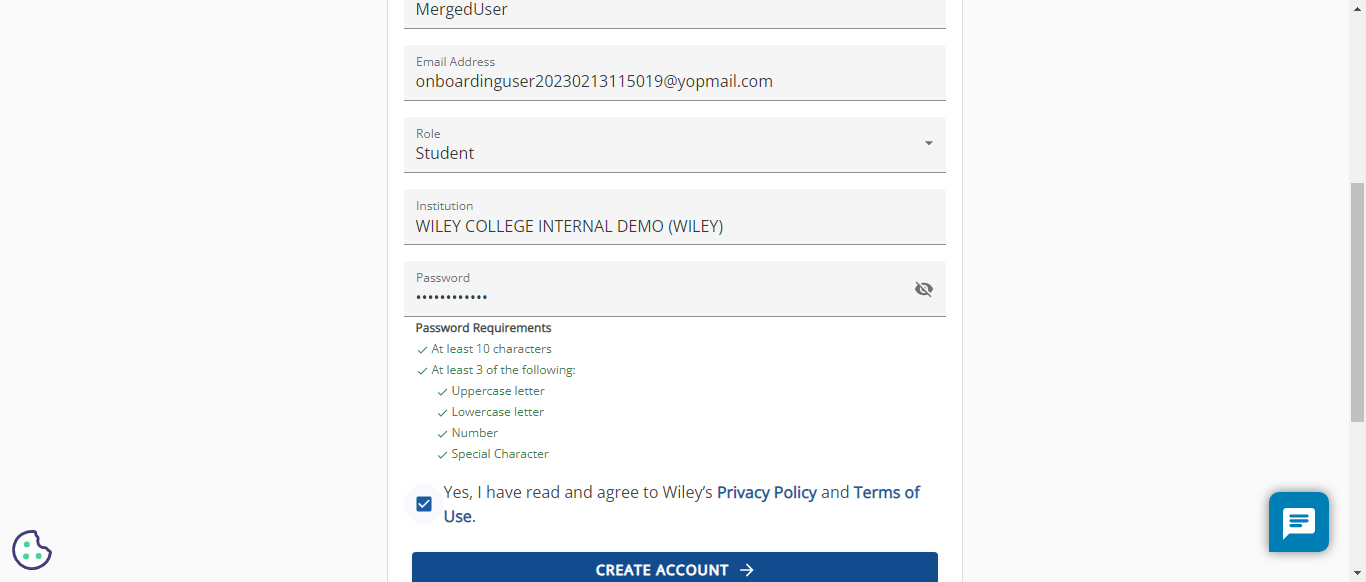 MergedUser
Email Address
onboardinguser20230213115019@yopmail.com
Role
Student
Institution
WILEY COLLEGE INTERNAL DEMO (WILEY)
Password
••••••••••••
Password Requirements
At least 10 characters
At least 3 of the following:
Uppercase letter
Lowercase letter
Number
Special Character
Yes, I have read and agree to Wiley’s Privacy Policy and Terms of
Use.
CREATE ACCOUNT